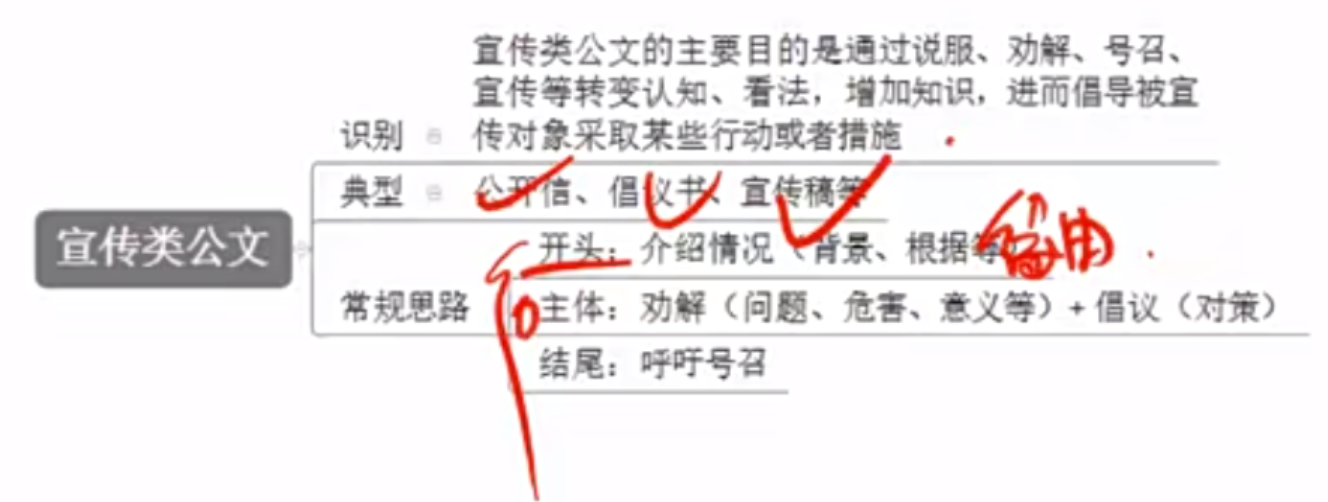 宣传类公文的主要目的是通过说服、劝解、号召、
宣传等转变认知、看法，增加知识，进而倡导被宣
识别 传对象采取某些行动或者措施
典型 公开信、倡议书、宣传稿等
宣传类公文
开头：介绍情况（背景、根据等）
常规思路 主体：劝解（问题、危害、意义等）+倡议（对策）
结尾：呼吁号召